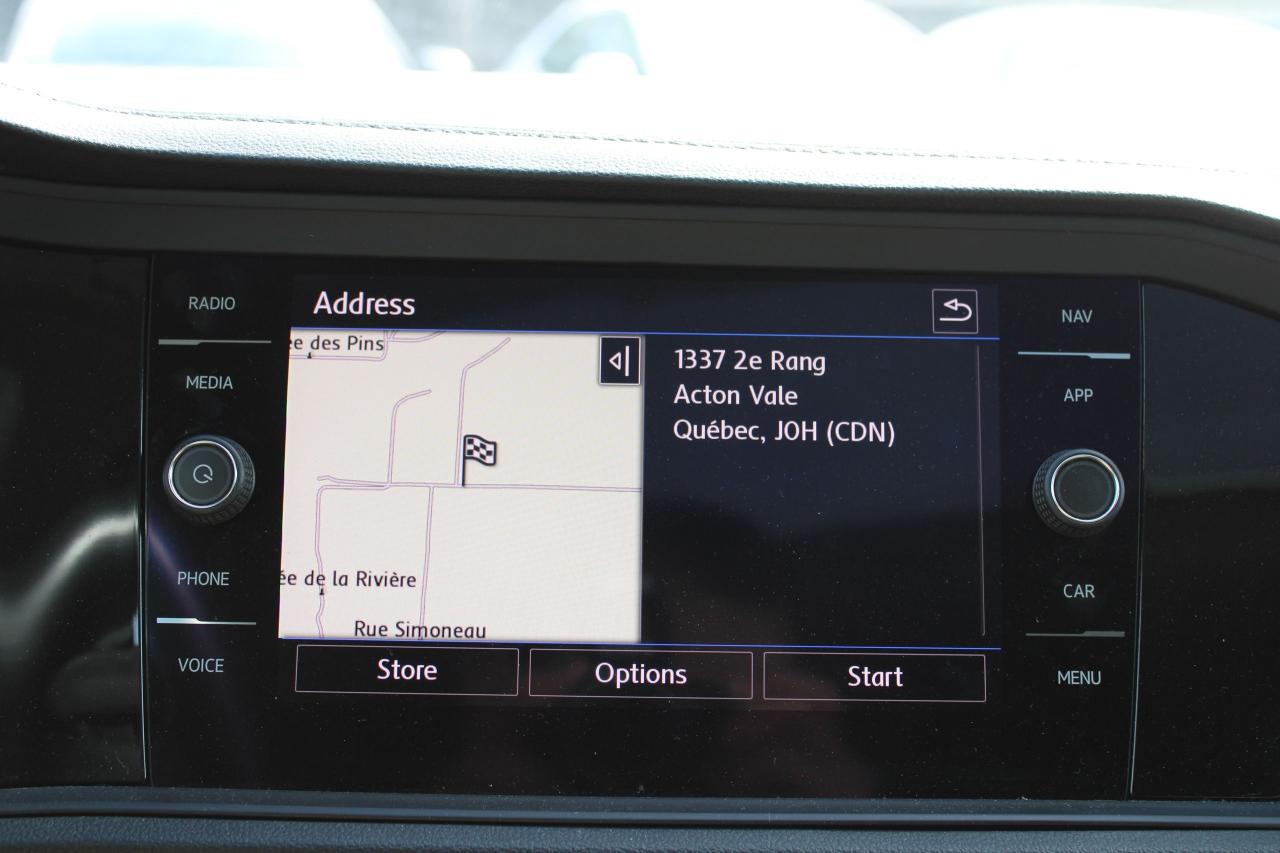 RADIO
MEDIA
PHONE
VOICE
Address
ee des Pins
ée de la Rivière
Rue Simoneau
1337 2e Rang
Acton Vale
Québec, J0H (CDN)
Store
Options
Start
NAV
APP
CAR
MENU